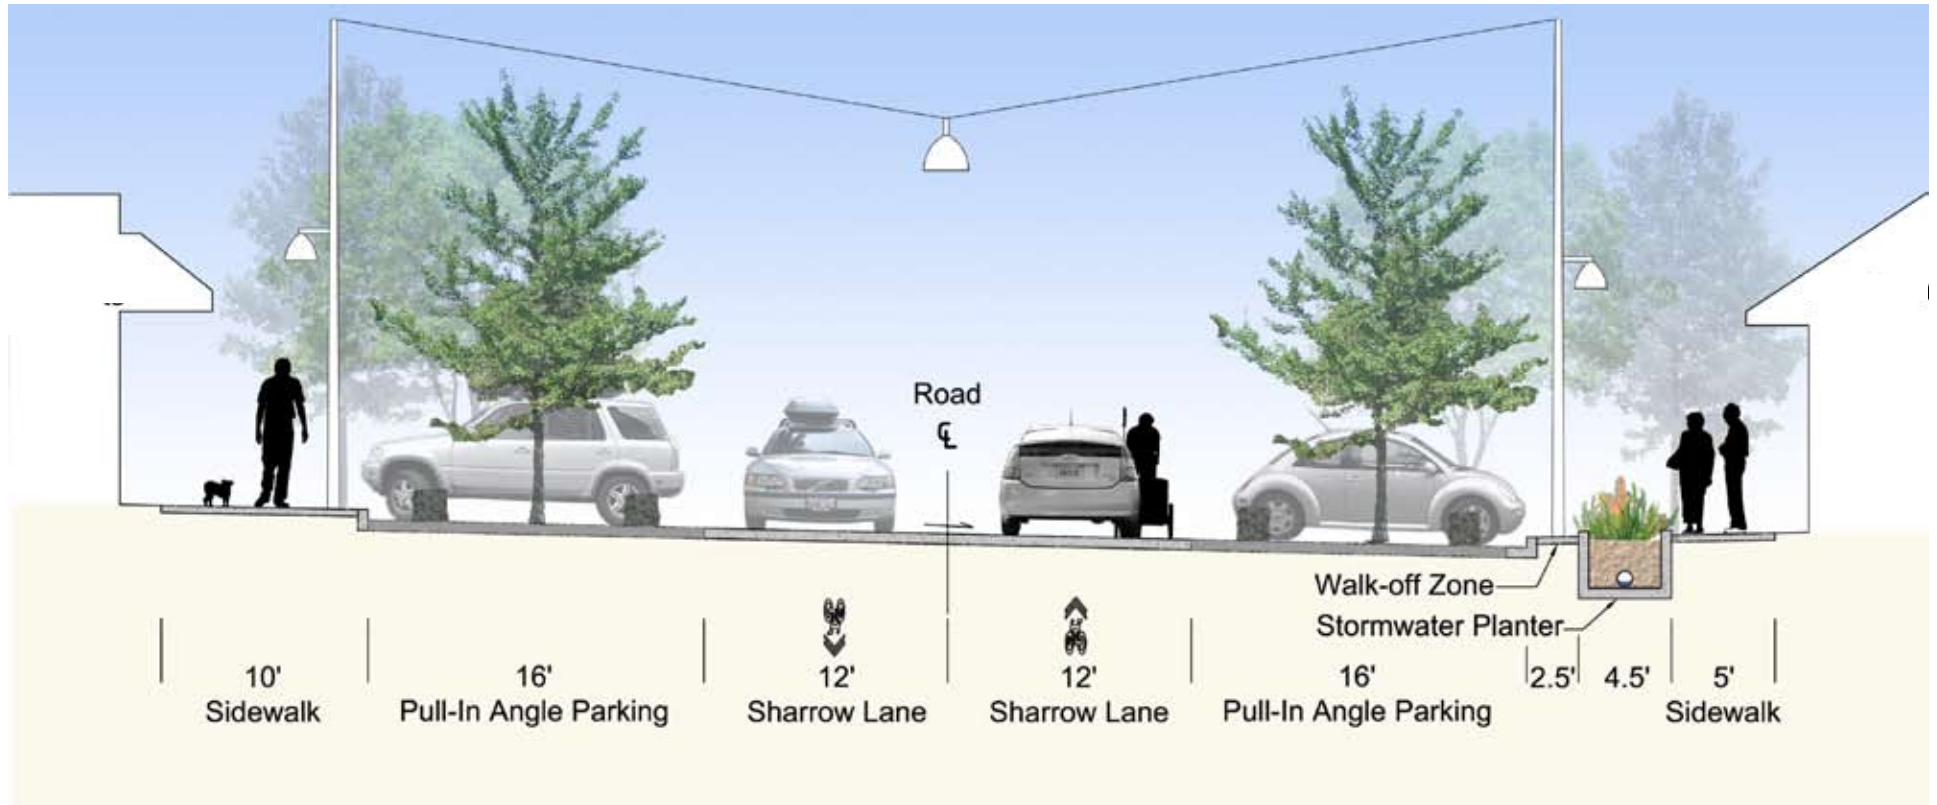 Road
℄
Walk-off Zone
Stormwater Planter
10'
Sidewalk
16'
Pull-In Angle Parking
12'
Sharrow Lane
12'
Sharrow Lane
16'
Pull-In Angle Parking
2.5'
4.5'
5'
Sidewalk